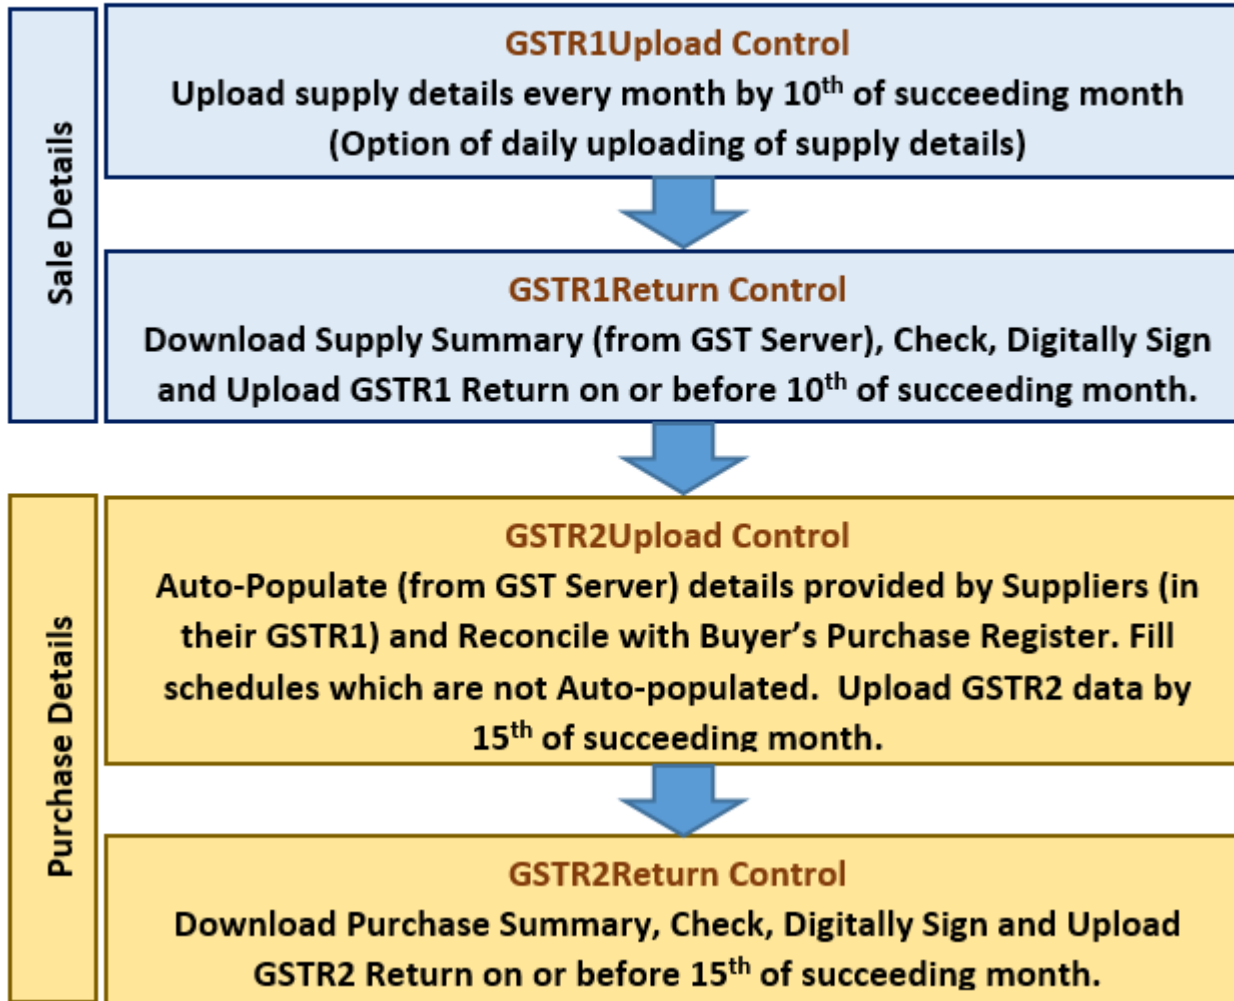 Sale Details
GSTR1Upload Control
Upload supply details every month by 10th of succeeding month
(Option of daily uploading of supply details)
GSTR1Return Control
Download Supply Summary (from GST Server), Check, Digitally Sign
and Upload GSTR1 Return on or before 10th of succeeding month.
Purchase Details
GSTR2Upload Control
Auto-Populate (from GST Server) details provided by Suppliers (in
their GSTR1) and Reconcile with Buyer’s Purchase Register. Fill
schedules which are not Auto-populated.  Upload GSTR2 data by
15th of succeeding month.
GSTR2Return Control
Download Purchase Summary, Check, Digitally Sign and Upload
GSTR2 Return on or before 15th of succeeding month.